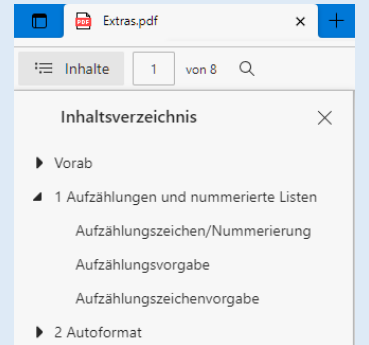 PDF Extras.pdf
Inhalte 1 von 8
Inhaltsverzeichnis
Vorab
1 Aufzählungen und nummerierte Listen
Aufzählungszeichen/Nummerierung
Aufzählungsvorgabe
Aufzählungszeichenvorgabe
2 Autoformat